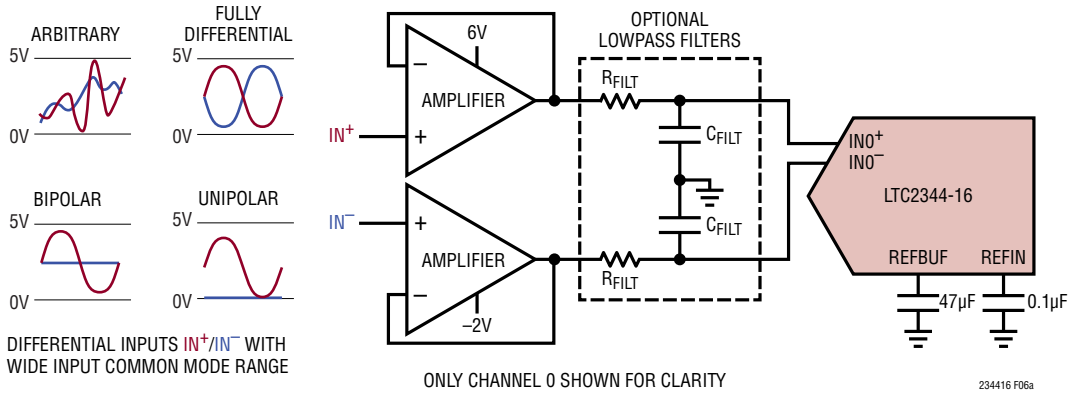 ARBITRARY
5V
0V
FULLY
DIFFERENTIAL
5V
0V
BIPOLAR
5V
0V
UNIPOLAR
5V
0V
DIFFERENTIAL INPUTS IN+/IN− WITH
WIDE INPUT COMMON MODE RANGE
6V
−
AMPLIFIER
+
IN+
IN−
+
AMPLIFIER
−
–2V
OPTIONAL
LOWPASS FILTERS
RFILT
CFILT
CFILT
RFILT
IN0+
IN0−
LTC2344-16
REFBUF REFIN
47µF
0.1µF
ONLY CHANNEL 0 SHOWN FOR CLARITY
234416 F06a